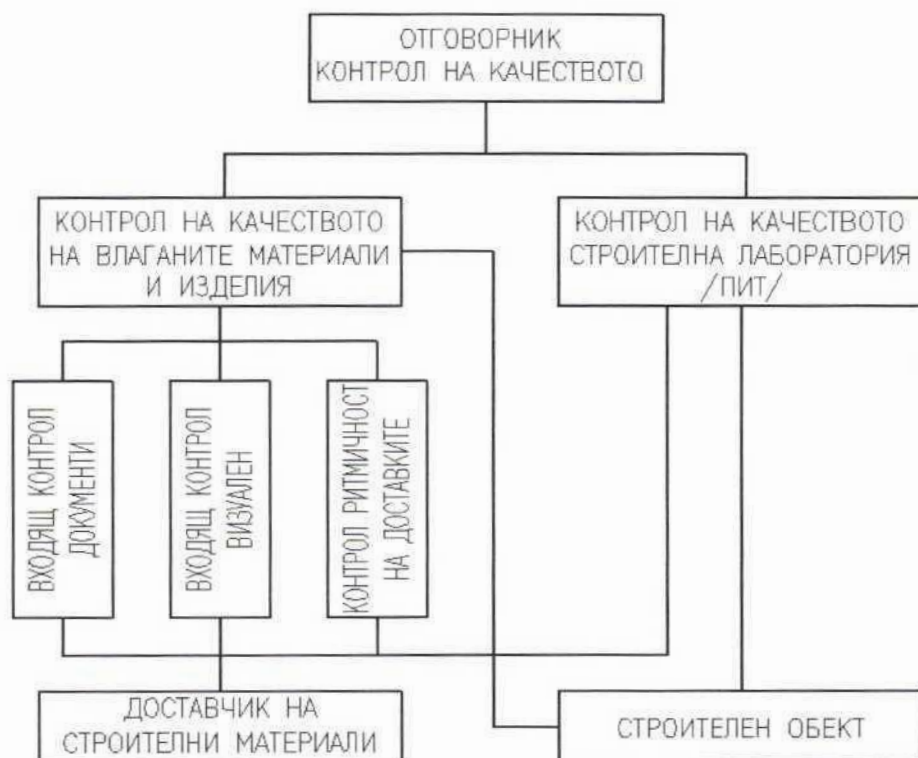 ОТГОВОРНИК
КОНТРОЛ НА КАЧЕСТВОТО
КОНТРОЛ НА КАЧЕСТВОТО
НА ВЛАГАНИТЕ МАТЕРИАЛИ
И ИЗДЕЛИЯ
КОНТРОЛ НА КАЧЕСТВОТО
СТРОИТЕЛНА ЛАБОРАТОРИЯ
/ПИТ/
ВХОДЯЩ КОНТРОЛ
ДОКУМЕНТИ
ВХОДЯЩ КОНТРОЛ
ВИЗУАЛЕН
КОНТРОЛ РИТМИЧНОСТ
НА ДОСТАВКИТЕ
ДОСТАВЧИК НА
СТРОИТЕЛНИ МАТЕРИАЛИ
СТРОИТЕЛЕН ОБЕКТ